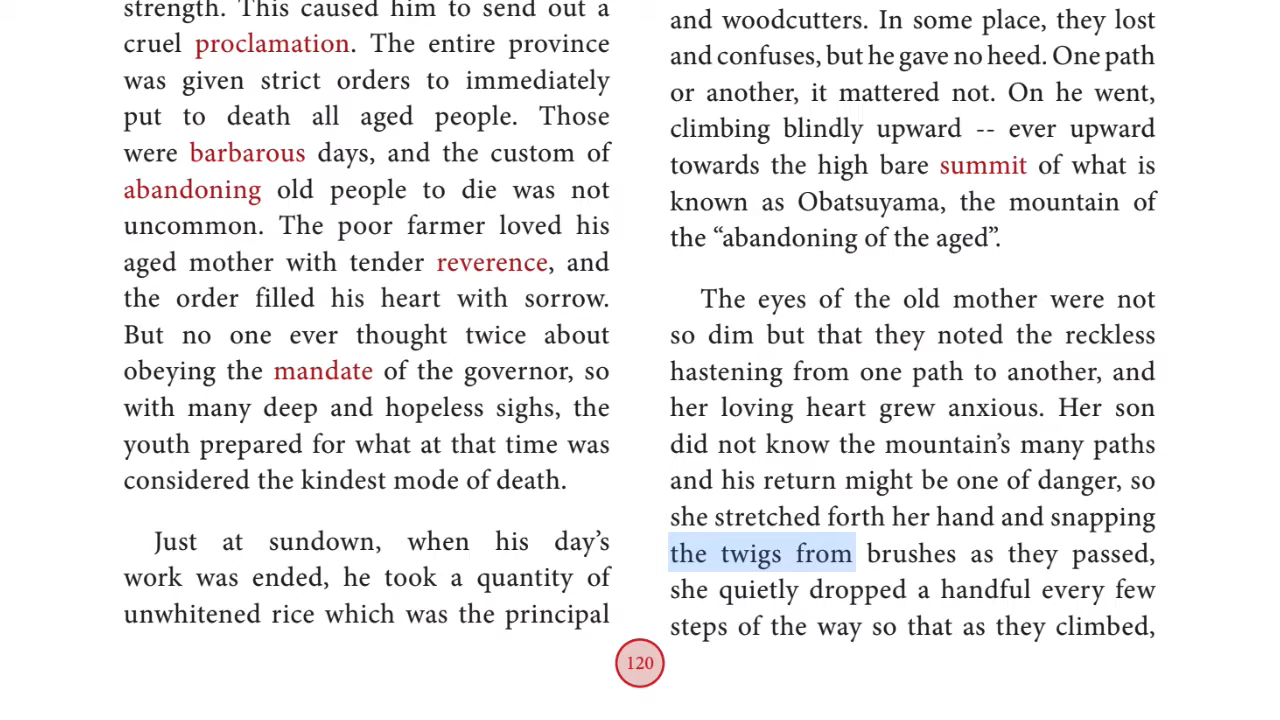 strength. This caused him to send out a
cruel proclamation. The entire province
was given strict orders to immediately
put to death all aged people. Those
were barbarous days, and the custom of
abandoning old people to die was not
uncommon. The poor farmer loved his
aged mother with tender reverence, and
the order filled his heart with sorrow.
But no one ever thought twice about
obeying the mandate of the governor, so
with many deep and hopeless sighs, the
youth prepared for what at that time was
considered the kindest mode of death.
Just at sundown, when his day’s
work was ended, he took a quantity of
unwhitened rice which was the principal
and woodcutters. In some place, they lost
and confuses, but he gave no heed. One path
or another, it mattered not. On he went,
climbing blindly upward -- ever upward
towards the high bare summit of what is
known as Obatsuyama, the mountain of
the “abandoning of the aged”.
The eyes of the old mother were not
so dim but that they noted the reckless
hastening from one path to another, and
her loving heart grew anxious. Her son
did not know the mountain’s many paths
and his return might be one of danger, so
she stretched forth her hand and snapping
the twigs from brushes as they passed,
she quietly dropped a handful every few
steps of the way so that as they climbed,
120